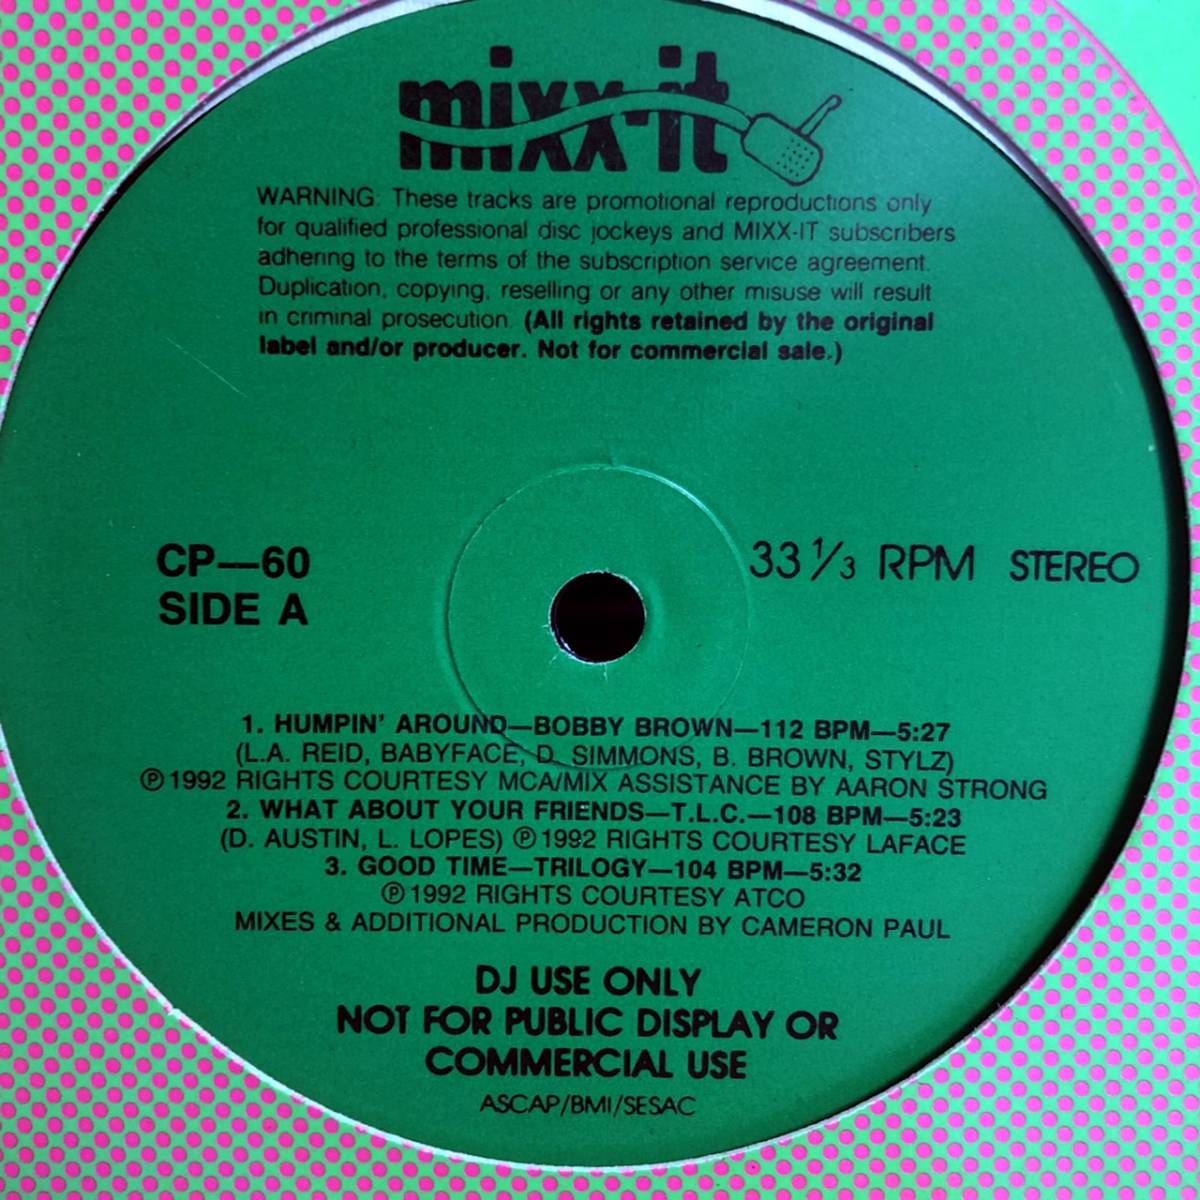 mixx-it
WARNING: These tracks are promotional reproductions only
for qualified professional disc jockeys and MIXX-IT subscribers
adhering to the terms of the subscription service agreement.
Duplication, copying, reselling or any other misuse will result
in criminal prosecution. (All rights retained by the original
label and/or producer. Not for commercial sale.)
CP—60
SIDE A
33 1/3 RPM STEREO
1. HUMPIN' AROUND—BOBBY BROWN—112 BPM—5:27
(L.A. REID, BABYFACE, D. SIMMONS, B. BROWN, STYLZ)
℗ 1992 RIGHTS COURTESY MCA/MIX ASSISTANCE BY AARON STRONG
2. WHAT ABOUT YOUR FRIENDS—T.L.C.—108 BPM—5:23
(D. AUSTIN, L. LOPES) ℗ 1992 RIGHTS COURTESY LAFACE
3. GOOD TIME—TRILOGY—104 BPM—5:32
℗ 1992 RIGHTS COURTESY ATCO
MIXES & ADDITIONAL PRODUCTION BY CAMERON PAUL
DJ USE ONLY
NOT FOR PUBLIC DISPLAY OR
COMMERCIAL USE
ASCAP/BMI/SESAC